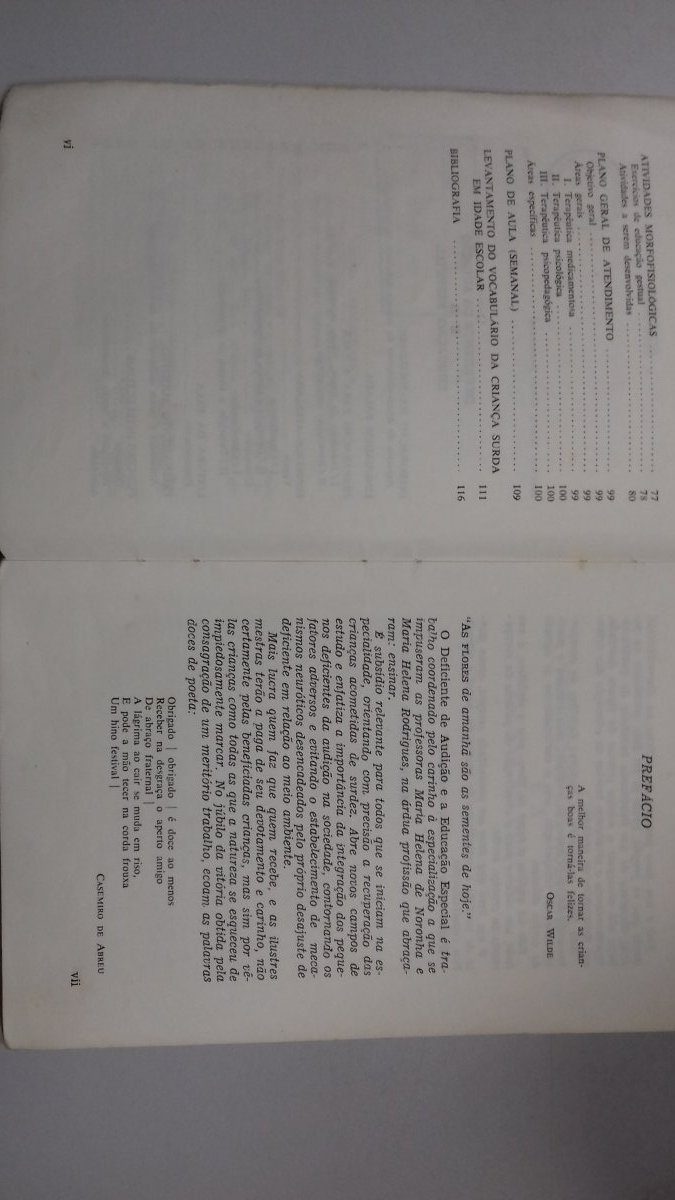 ATIVIDADES MORFOFISIOLÓGICAS .................... 77
Exercícios de educação gestual .................... 78
Atividades a serem desenvolvidas .................... 80
PLANO GERAL DE ATENDIMENTO .................... 99
Objetivo geral .................... 99
Áreas gerais .................... 99
I. Terapêutica medicamentosa .................... 99
II. Terapêutica psicológica .................... 100
III. Terapêutica psicopedagógica .................... 100
Áreas específicas .................... 100
PLANO DE AULA (SEMANAL) .................... 109
LEVANTAMENTO DO VOCABULÁRIO DA CRIANÇA SURDA
EM IDADE ESCOLAR .................... 111
BIBLIOGRAFIA .................... 116
vi
PREFÁCIO
A melhor maneira de tornar as crian-
ças boas é torná-las felizes.
OSCAR WILDE
"AS FLORES de amanhã são as sementes de hoje."
O Deficiente de Audição e a Educação Especial é tra-
balho coordenado pelo carinho à especialização a que se
impuseram as professoras Maria Helena de Noronha e
Maria Helena Rodrigues, na árdua profissão que abraça-
ram: ensinar.
É subsídio relevante para todos que se iniciam na es-
pecialidade, orientando com precisão a recuperação das
crianças acometidas de surdez. Abre novos campos de
estudo e enfatiza a importância da integração dos peque-
nos deficientes da audição na sociedade, contornando os
fatores adversos e evitando o estabelecimento de meca-
nismos neuróticos desencadeados pelo próprio desajuste de
deficiente em relação ao meio ambiente.
Mais lucra quem faz que quem recebe, e as ilustres
mestras terão a paga de seu devotamento e carinho, não
certamente pelas beneficiadas crianças, mas sim por vê-
las crianças como todas as que a natureza se esqueceu de
impiedosamente marcar. No júbilo da vitória obtida pela
consagração de um meritório trabalho, ecoam as palavras
doces de poeta:
Obrigado | obrigado | é doce ao menos
Receber na desgraça o aperto amigo
De abraço fraternal |
A lágrima ao cair se muda em riso,
E pode a mão tecer na corda frouxa
Um hino festival |
CASEMIRO DE ABREU
vii